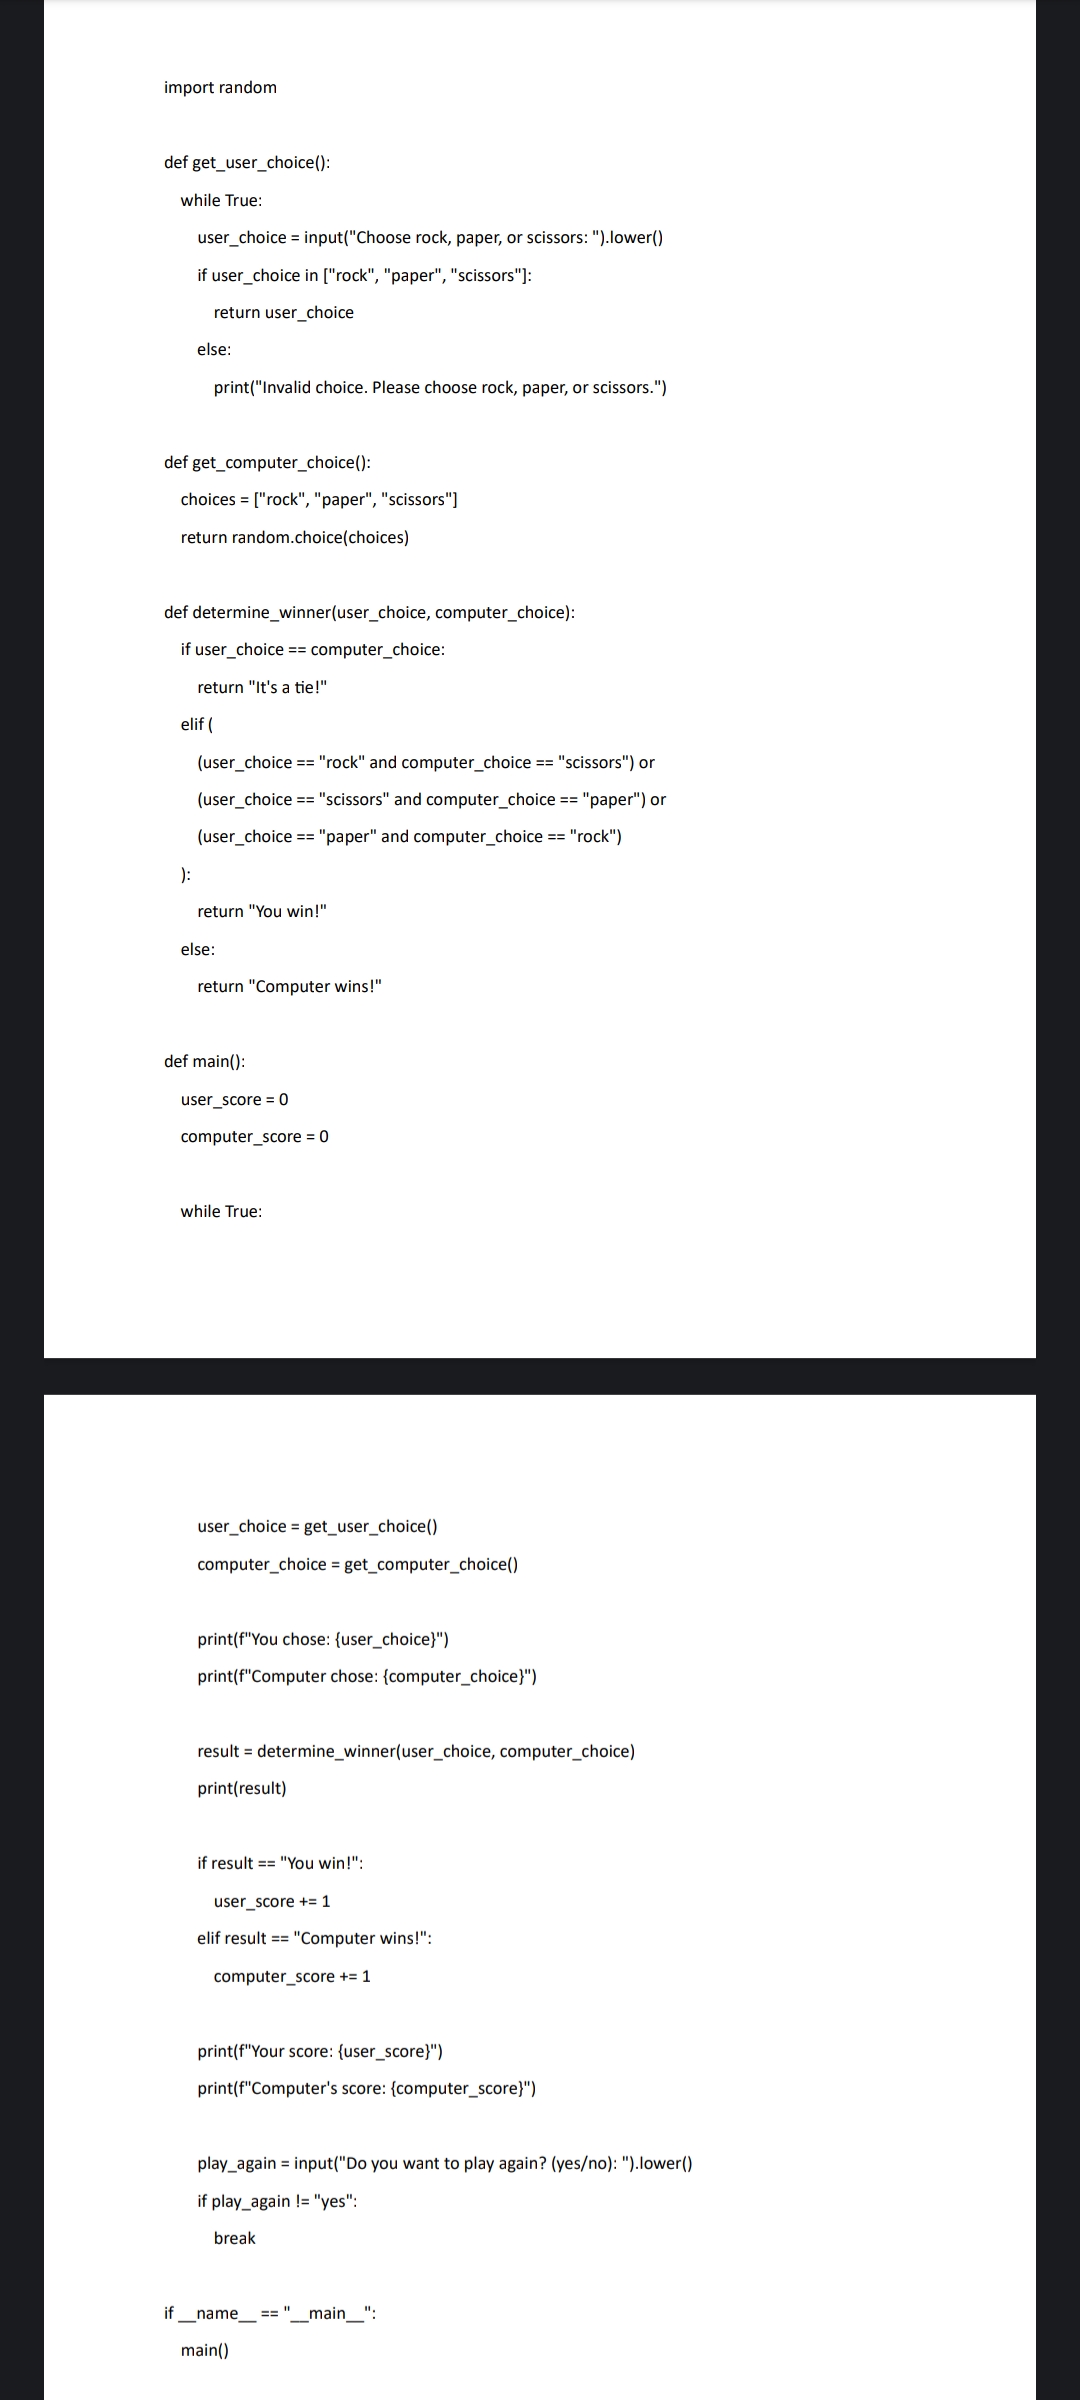 import random
def get_user_choice():
    while True:
        user_choice = input("Choose rock, paper, or scissors: ").lower()
        if user_choice in ["rock", "paper", "scissors"]:
            return user_choice
        else:
            print("Invalid choice. Please choose rock, paper, or scissors.")
def get_computer_choice():
    choices = ["rock", "paper", "scissors"]
    return random.choice(choices)
def determine_winner(user_choice, computer_choice):
    if user_choice == computer_choice:
        return "It's a tie!"
    elif (
        (user_choice == "rock" and computer_choice == "scissors") or
        (user_choice == "scissors" and computer_choice == "paper") or
        (user_choice == "paper" and computer_choice == "rock")
    ):
        return "You win!"
    else:
        return "Computer wins!"
def main():
    user_score = 0
    computer_score = 0
    while True:
        user_choice = get_user_choice()
        computer_choice = get_computer_choice()
        print(f"You chose: {user_choice}")
        print(f"Computer chose: {computer_choice}")
        result = determine_winner(user_choice, computer_choice)
        print(result)
        if result == "You win!":
            user_score += 1
        elif result == "Computer wins!":
            computer_score += 1
        print(f"Your score: {user_score}")
        print(f"Computer's score: {computer_score}")
        play_again = input("Do you want to play again? (yes/no): ").lower()
        if play_again != "yes":
            break
if __name__ == "__main__":
    main()